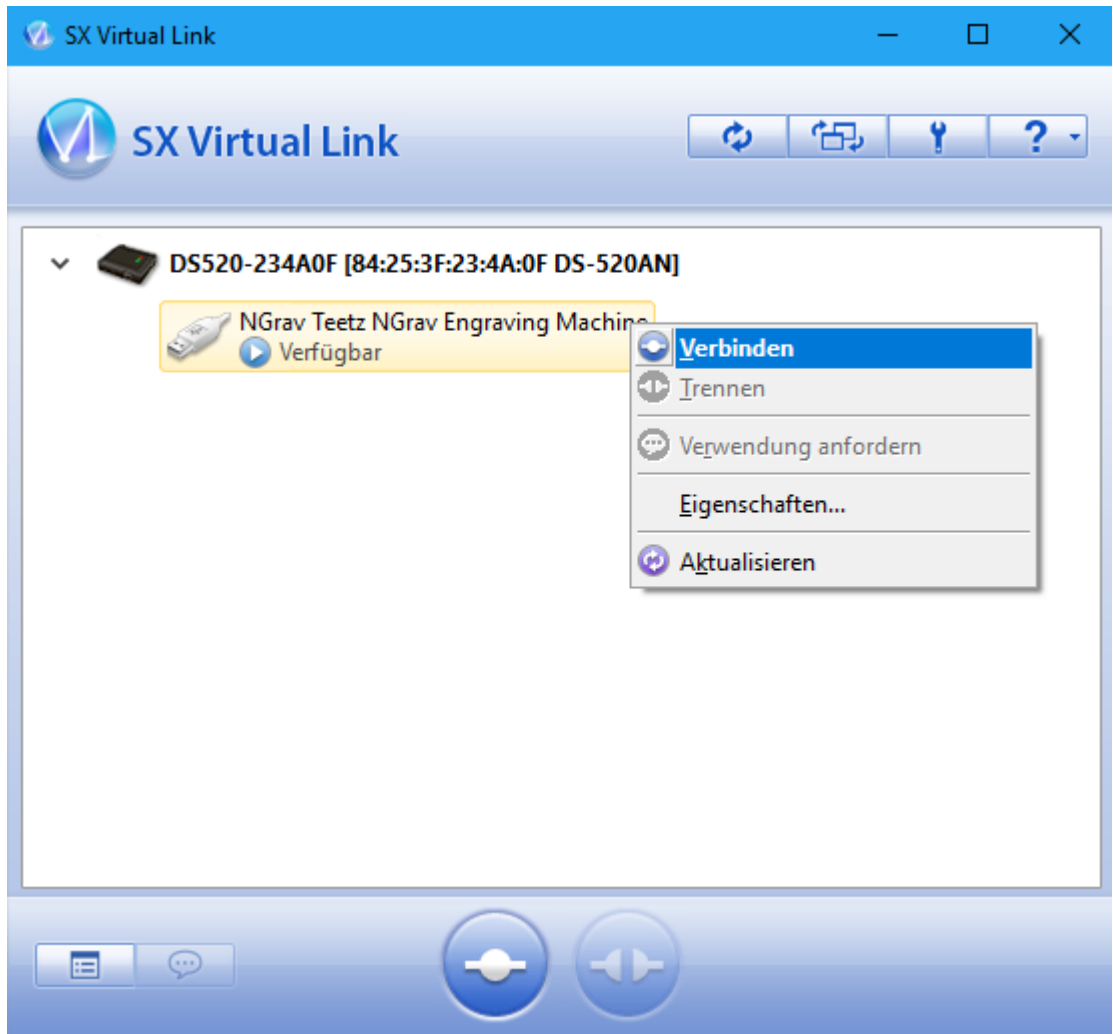 SX Virtual Link
SX Virtual Link
?
DS520-234A0F [84:25:3F:23:4A:0F DS-520AN]
NGrav Teetz NGrav Engraving Machine
Verfügbar
Verbinden
Trennen
Verwendung anfordern
Eigenschaften...
Aktualisieren